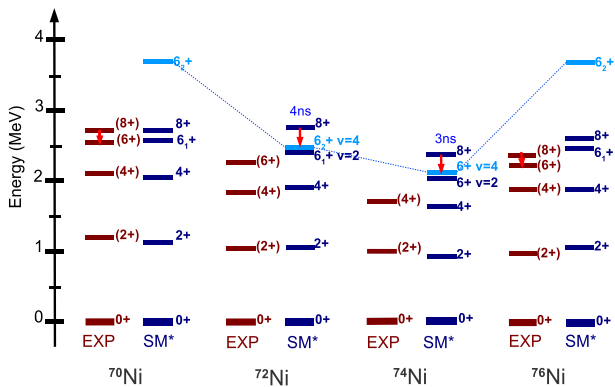 4
3
2
1
0
Energy (MeV)
(8+)
(6+)
(4+)
(2+)
0+
EXP
6₂+
8+
6₁+
4+
2+
0+
SM*
⁷⁰Ni
(6+)
(4+)
(2+)
0+
EXP
4ns
8+
6₂+ v=4
6₁+ v=2
4+
2+
0+
SM*
⁷²Ni
(4+)
(2+)
0+
EXP
3ns
8+
6+ v=4
6+ v=2
4+
2+
0+
SM*
⁷⁴Ni
(8+)
(6+)
(4+)
(2+)
0+
EXP
6₂+
8+
6₁+
4+
2+
0+
SM*
⁷⁶Ni